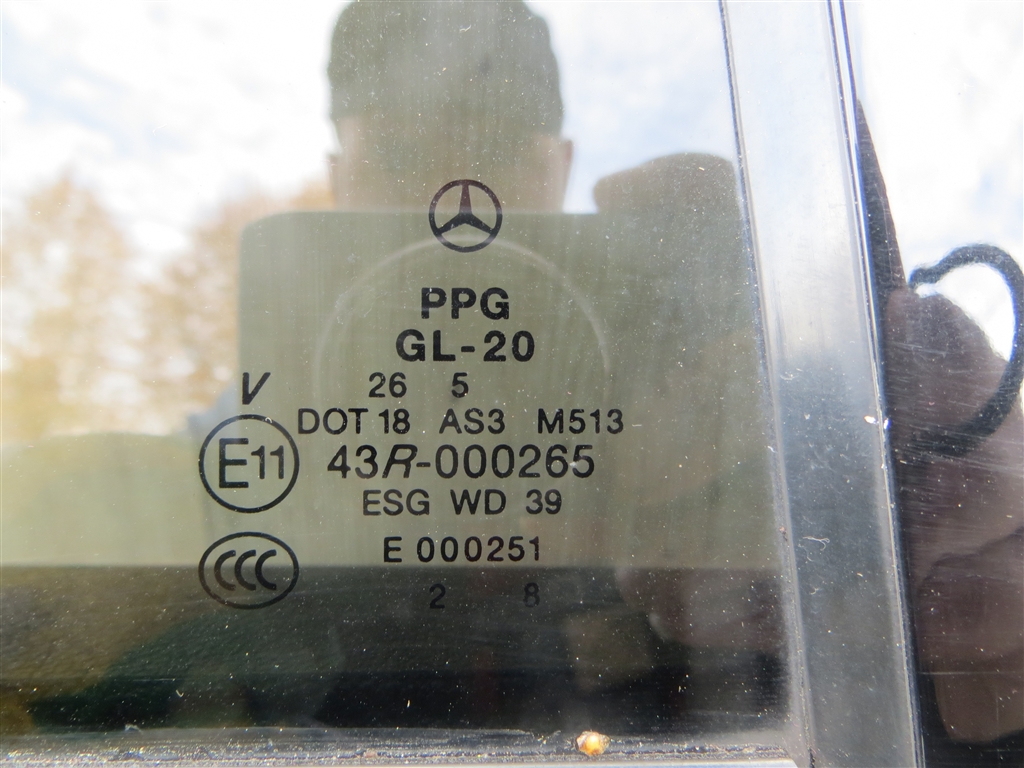 PPG
GL-20
V 26 5
DOT 18 AS3 M513
E11 43R-000265
ESG WD 39
CCC E 000251
2 8